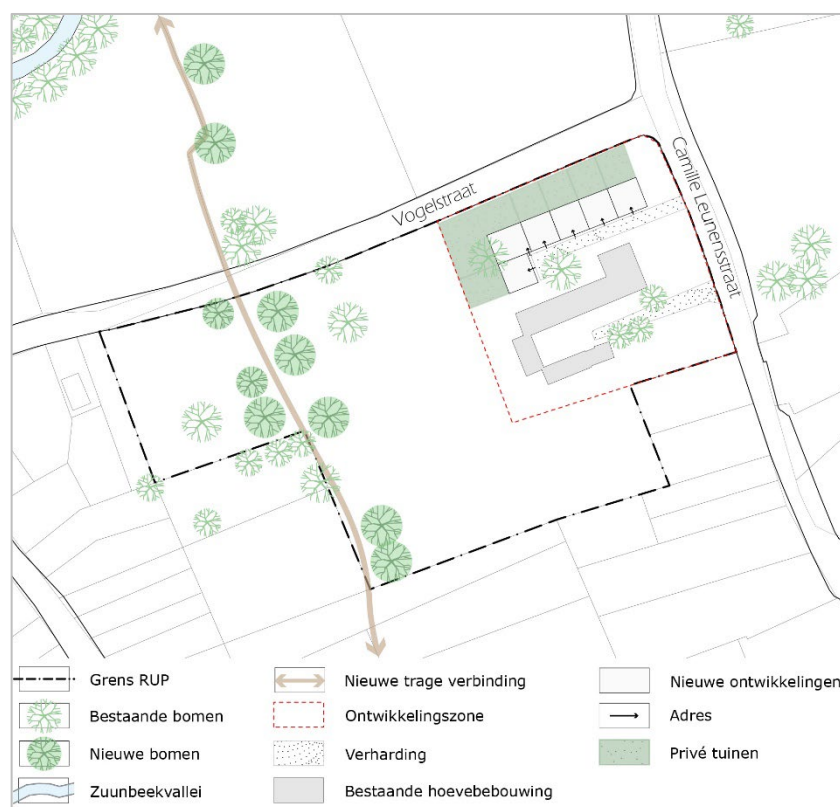 Vogelstraat
Camille Leunensstraat
Grens RUP
Nieuwe trage verbinding
Nieuwe ontwikkelingen
Bestaande bomen
Ontwikkelingszone
Adres
Nieuwe bomen
Verharding
Privé tuinen
Zuunbeekvallei
Bestaande hoevebebouwing